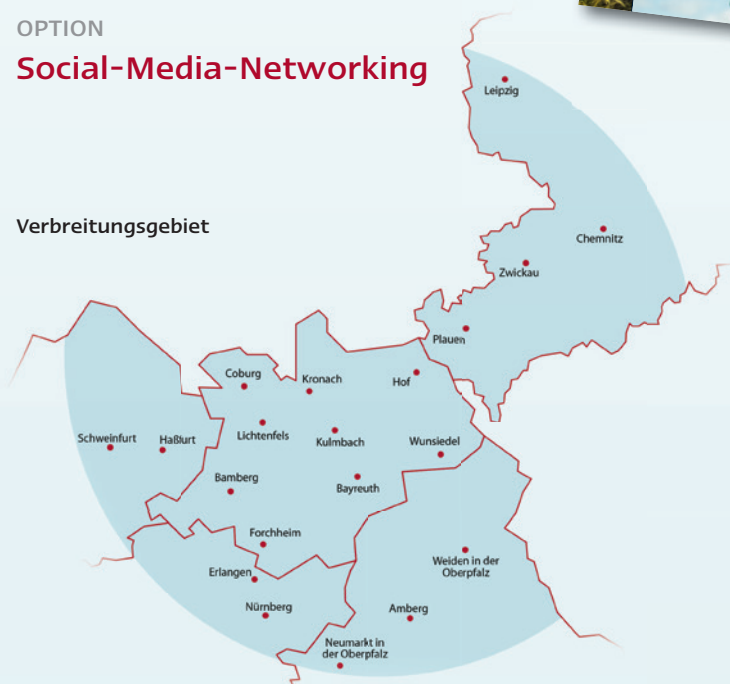 OPTION
Social-Media-Networking
Verbreitungsgebiet
Leipzig
Chemnitz
Zwickau
Plauen
Coburg
Kronach
Hof
Schweinfurt
Haßlurt
Lichtenfels
Kulmbach
Wunsiedel
Bamberg
Bayreuth
Forchheim
Erlangen
Weiden in der
Oberpfalz
Nürnberg
Amberg
Neumarkt in
der Oberpfalz